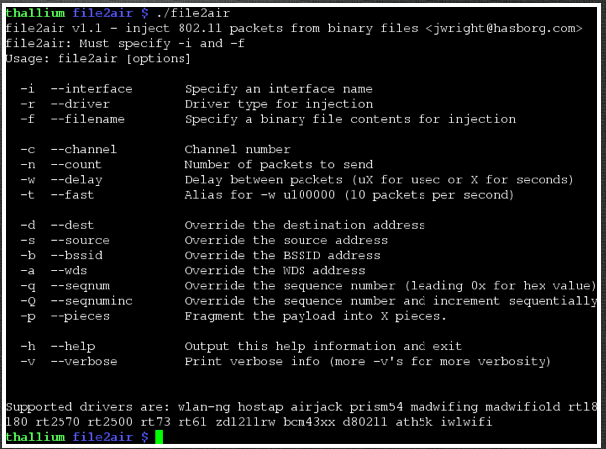 thallium file2air $ ./file2air
file2air v1.1 - inject 802.11 packets from binary files <jwright@hasborg.com>
file2air: Must specify -i and -f
Usage: file2air [options]
-i --interface Specify an interface name
-r --driver Driver type for injection
-f --filename Specify a binary file contents for injection
-c --channel Channel number
-n --count Number of packets to send
-w --delay Delay between packets (uX for usec or X for seconds)
-t --fast Alias for -w u100000 (10 packets per second)
-d --dest Override the destination address
-s --source Override the source address
-b --bssid Override the BSSID address
-a --wds Override the WDS address
-q --seqnum Override the sequence number (leading 0x for hex value)
-Q --seqnuminc Override the sequence number and increment sequentially
-p --pieces Fragment the payload into X pieces.
-h --help Output this help information and exit
-v --verbose Print verbose info (more -v's for more verbosity)
Supported drivers are: wlan-ng hostap airjack prism54 madwifing madwifiold rtl8
180 rt2570 rt2500 rt73 rt61 zd1211rw bcm43xx d80211 ath5k iwlwifi
thallium file2air $